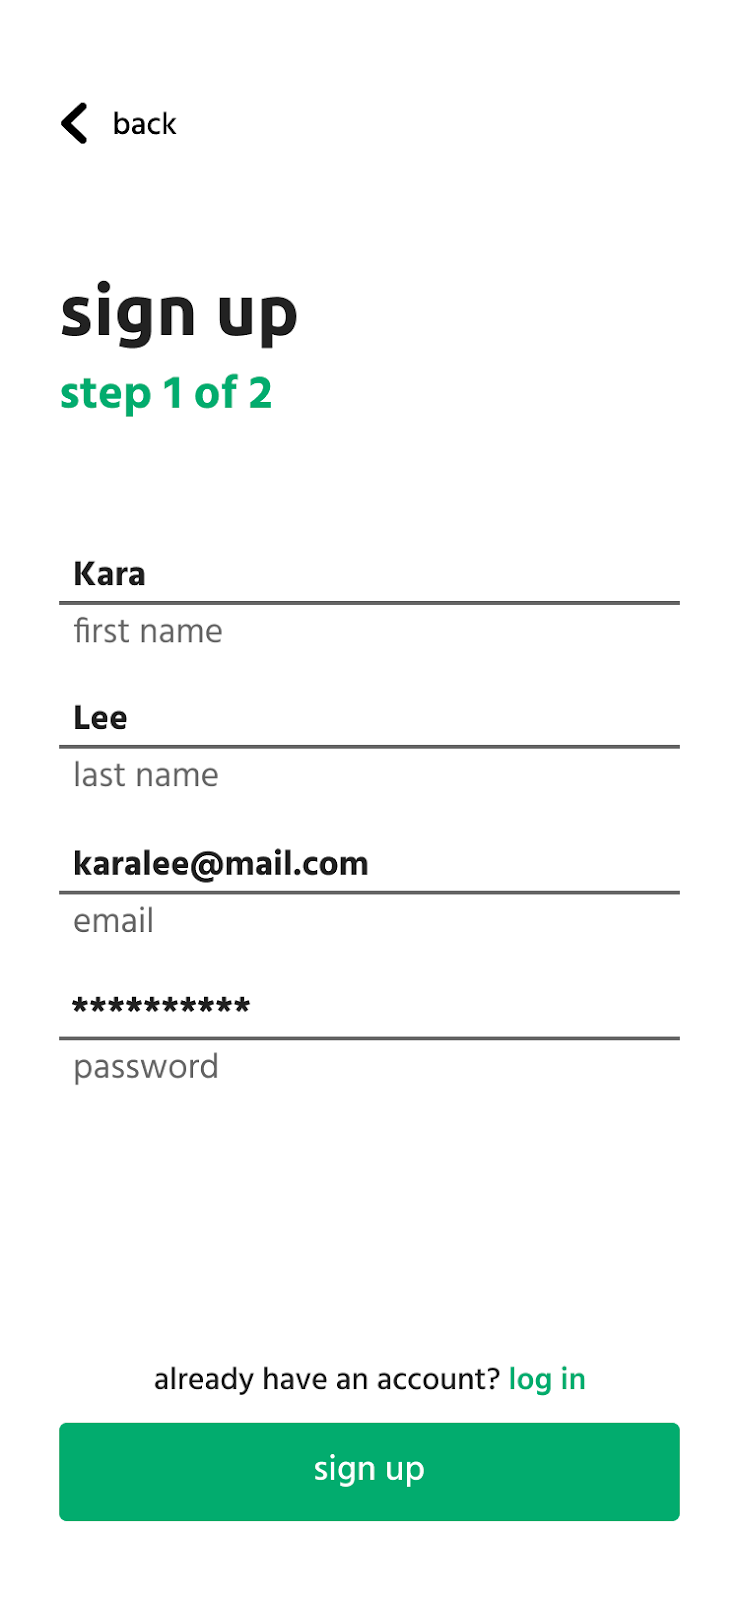 back
sign up
step 1 of 2
Kara
first name
Lee
last name
karalee@mail.com
email
**********
password
already have an account? log in
sign up